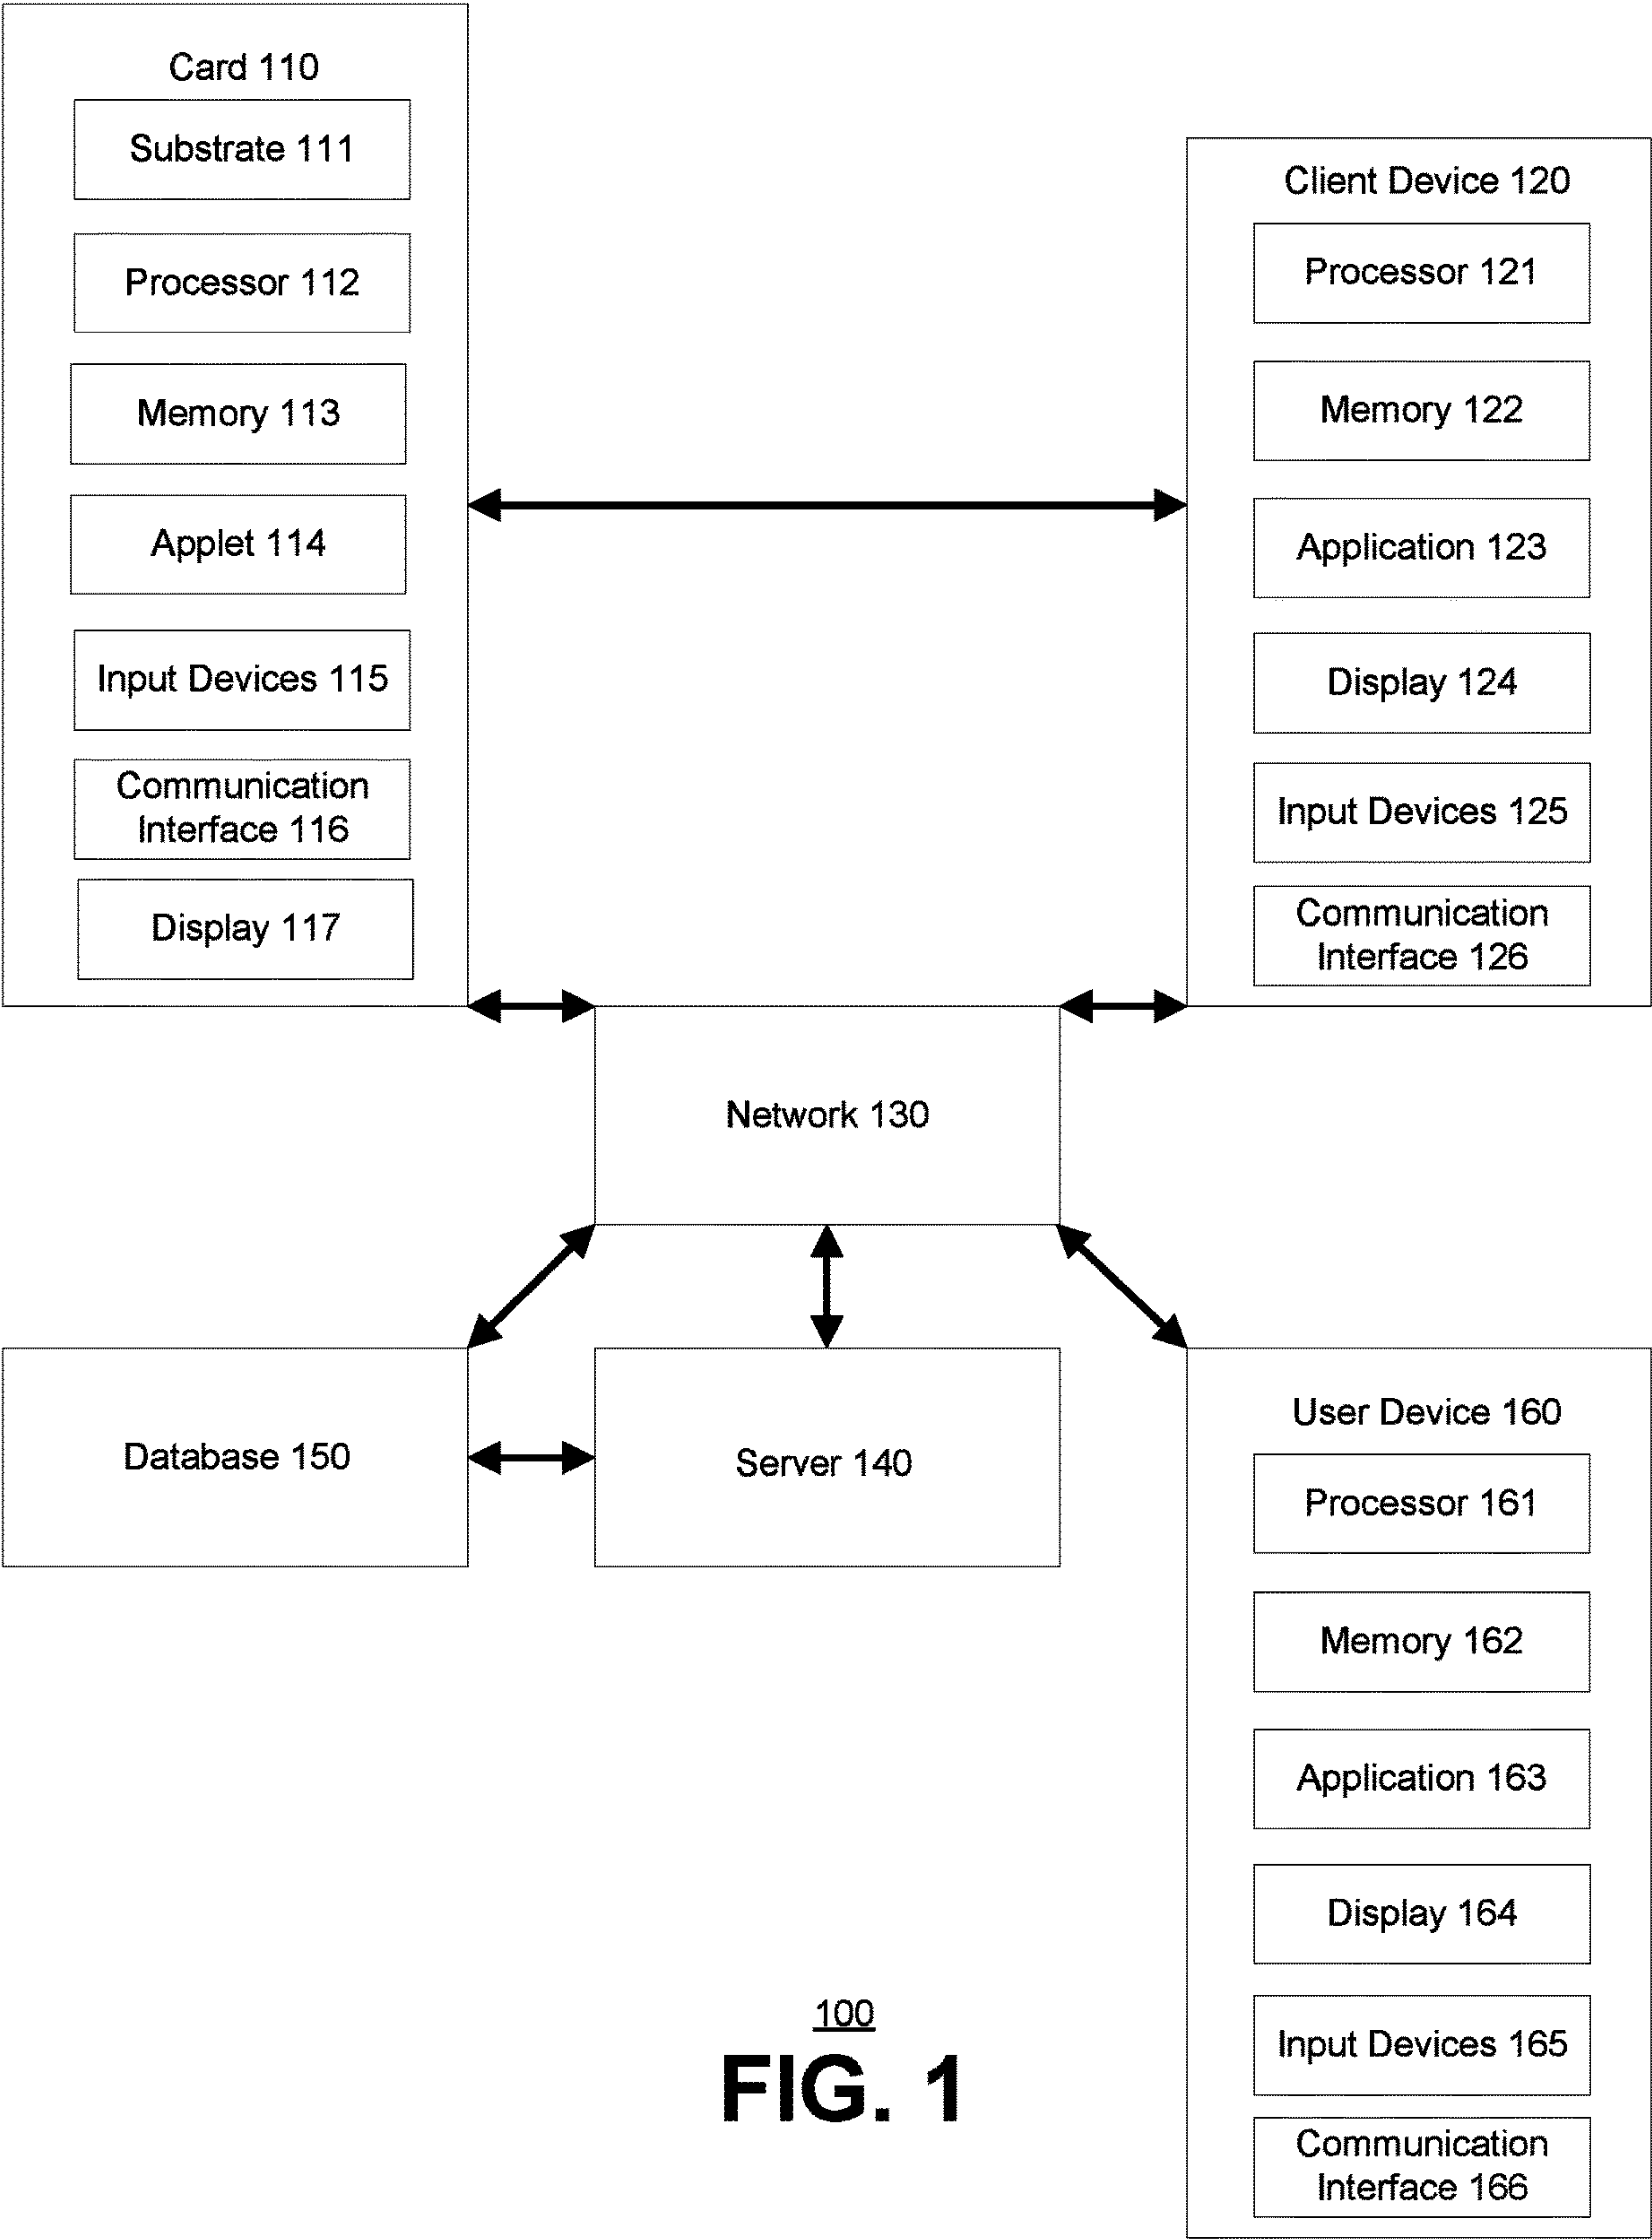 Card 110
Substrate 111
Processor 112
Memory 113
Applet 114
Input Devices 115
Communication
Interface 116
Display 117
Client Device 120
Processor 121
Memory 122
Application 123
Display 124
Input Devices 125
Communication
Interface 126
Network 130
Database 150
Server 140
User Device 160
Processor 161
Memory 162
Application 163
Display 164
Input Devices 165
Communication
Interface 166
100
FIG. 1